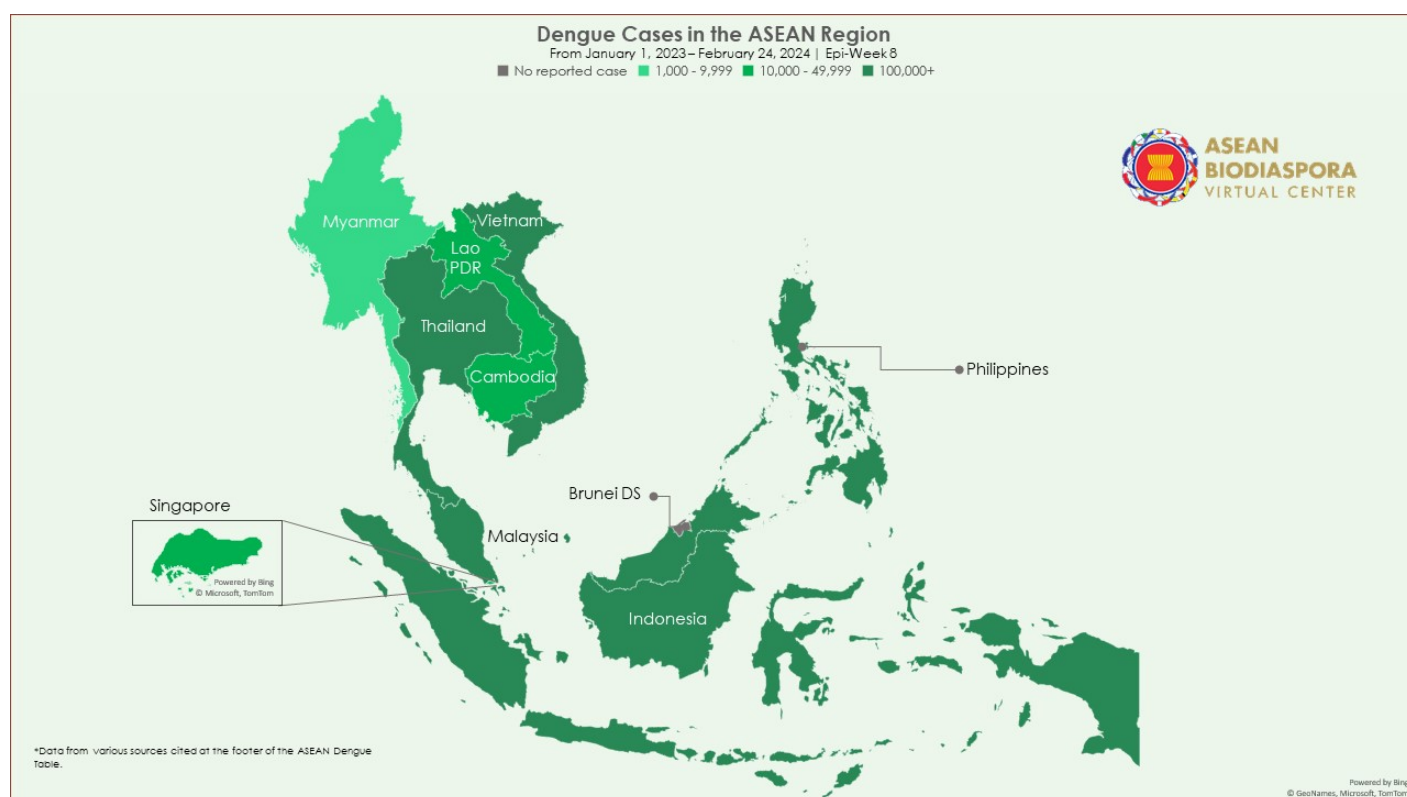 Dengue Cases in the ASEAN Region
From January 1, 2023 – February 24, 2024 | Epi-Week 8
No reported case 1,000 - 9,999 10,000 - 49,999 100,000+
ASEAN
BIODIASPORA
VIRTUAL CENTER
Myanmar
Vietnam
Lao
PDR
Thailand
Cambodia
Philippines
Brunei DS
Singapore
Malaysia
Powered by Bing
© Microsoft, TomTom
Indonesia
*Data from various sources cited at the footer of the ASEAN Dengue
Table.
Powered by Bing
© GeoNames, Microsoft, TomTom